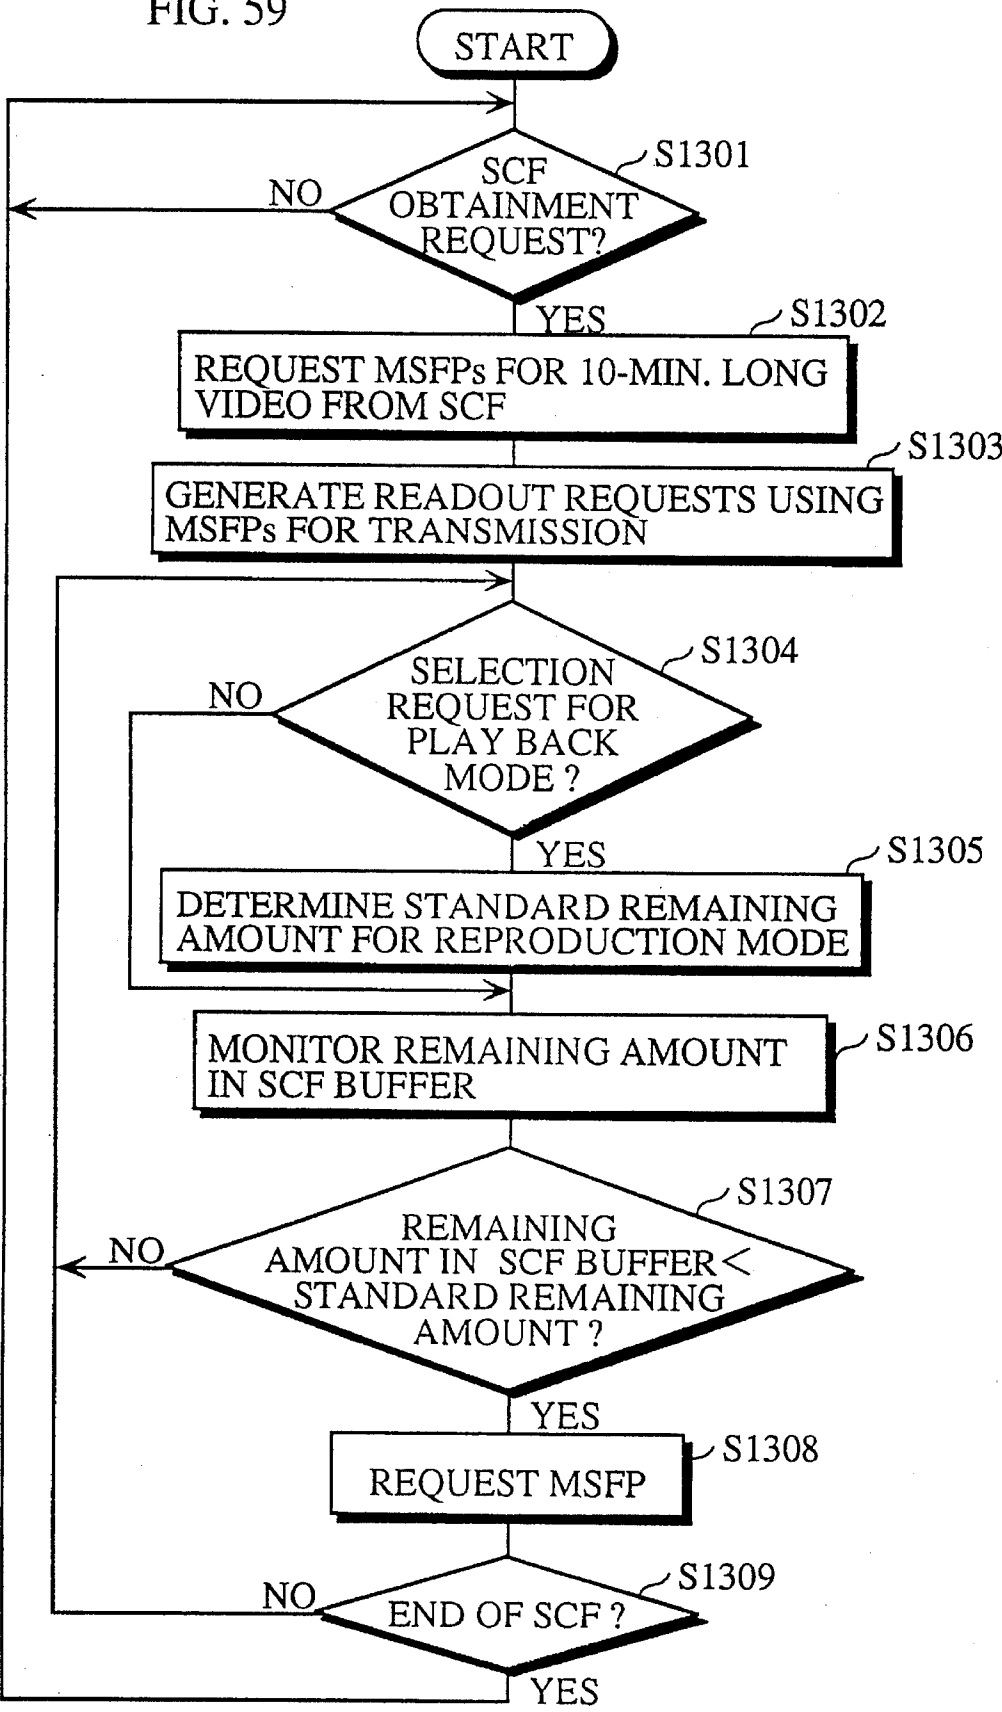 FIG. 59
START
S1301
SCF
OBTAINMENT
REQUEST?
NO
YES
S1302
REQUEST MSFPs FOR 10-MIN. LONG
VIDEO FROM SCF
S1303
GENERATE READOUT REQUESTS USING
MSFPs FOR TRANSMISSION
S1304
SELECTION
REQUEST FOR
PLAY BACK
MODE ?
NO
YES
S1305
DETERMINE STANDARD REMAINING
AMOUNT FOR REPRODUCTION MODE
S1306
MONITOR REMAINING AMOUNT
IN SCF BUFFER
S1307
REMAINING
AMOUNT IN SCF BUFFER <
STANDARD REMAINING
AMOUNT ?
NO
YES
S1308
REQUEST MSFP
S1309
END OF SCF ?
NO
YES